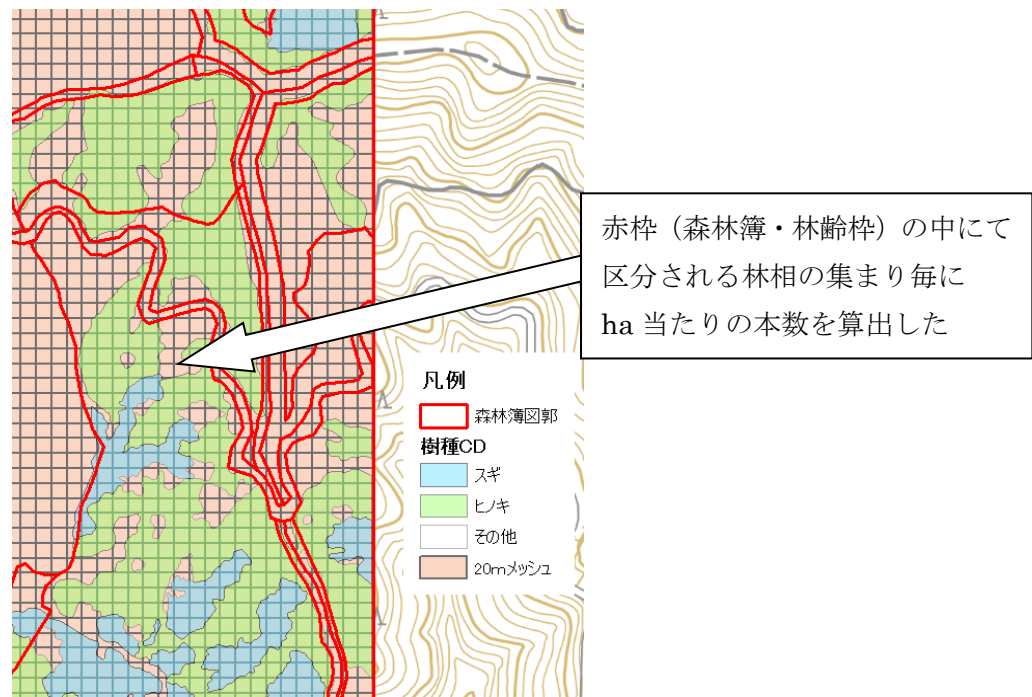 赤枠（森林簿・林齢枠）の中にて
区分される林相の集まり毎に
ha 当たりの本数を算出した
凡例
森林簿図郭
樹種CD
スギ
ヒノキ
その他
20mメッシュ